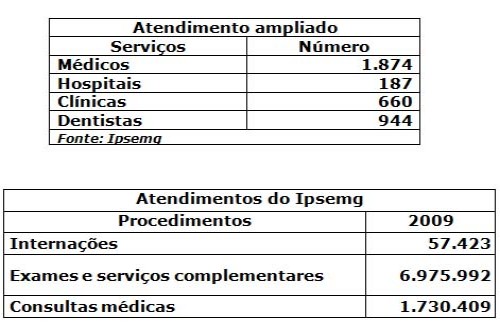 Atendimento ampliado
Serviços Número
Médicos 1.874
Hospitais 187
Clínicas 660
Dentistas 944
Fonte: Ipsemg
Atendimentos do Ipsemg
Procedimentos 2009
Internações 57.423
Exames e serviços complementares 6.975.992
Consultas médicas 1.730.409